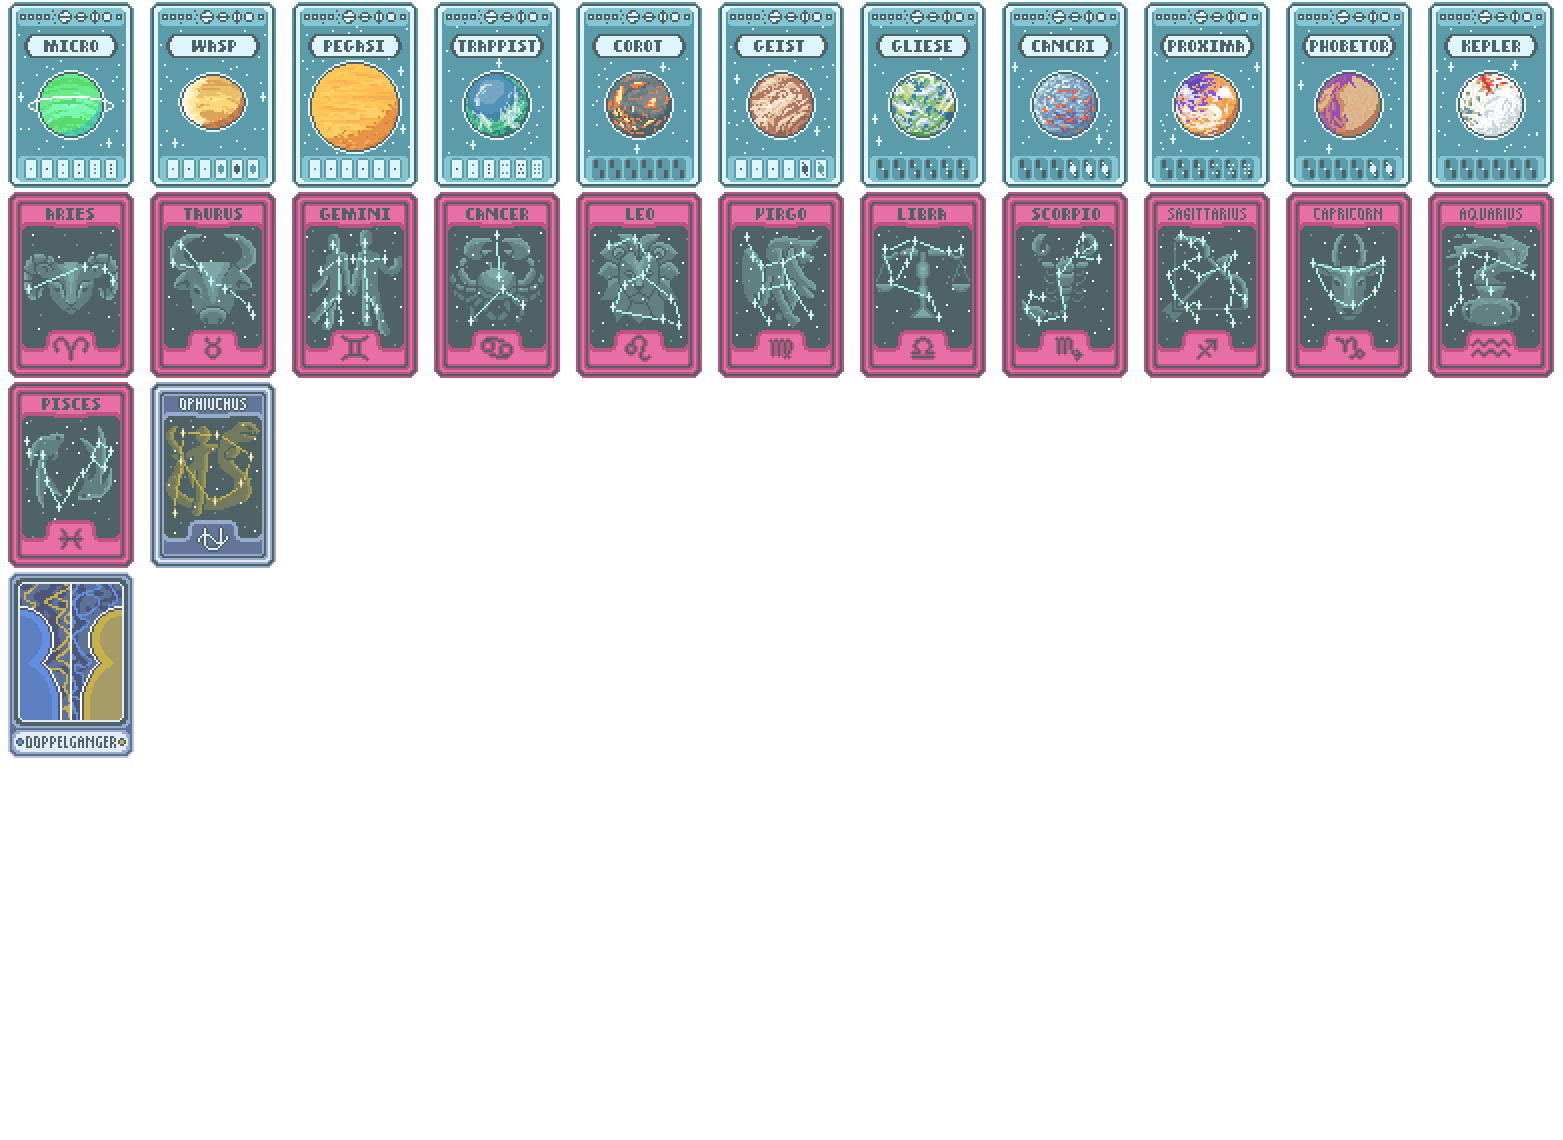 MICRO
WASP
PEGASI
TRAPPIST
COROT
GEIST
GLIESE
CANCRI
PROXIMA
PHOBETOR
KEPLER
ARIES
TAURUS
GEMINI
CANCER
LEO
VIRGO
LIBRA
SCORPIO
SAGITTARIUS
CAPRICORN
AQUARIUS
PISCES
OPHIUCHUS
DOPPELGANGER